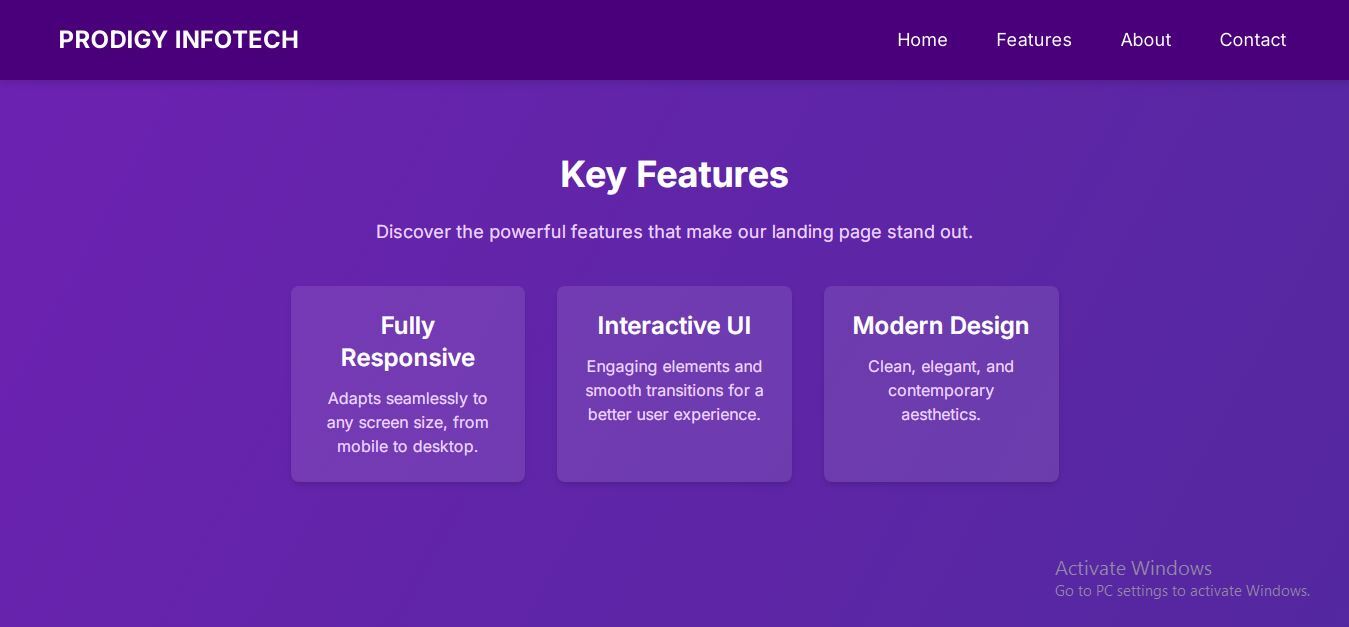 PRODIGY INFOTECH
Home
Features
About
Contact
Key Features
Discover the powerful features that make our landing page stand out.
Fully
Responsive
Adapts seamlessly to
any screen size, from
mobile to desktop.
Interactive UI
Engaging elements and
smooth transitions for a
better user experience.
Modern Design
Clean, elegant, and
contemporary
aesthetics.
Activate Windows
Go to PC settings to activate Windows.